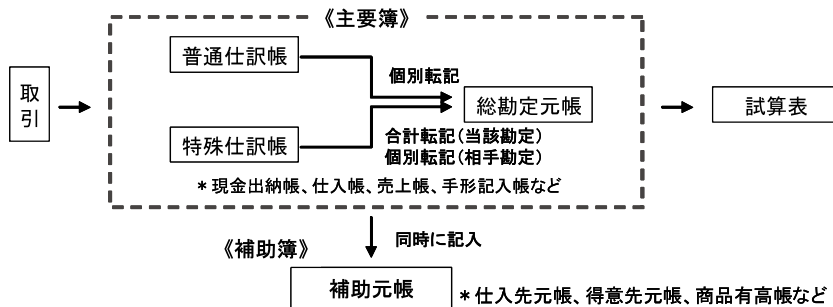 《主要簿》
普通仕訳帳
個別転記
取引
総勘定元帳
試算表
特殊仕訳帳
合計転記(当該勘定)
個別転記(相手勘定)
*現金出納帳、仕入帳、売上帳、手形記入帳など
《補助簿》
同時に記入
補助元帳
*仕入先元帳、得意先元帳、商品有高帳など